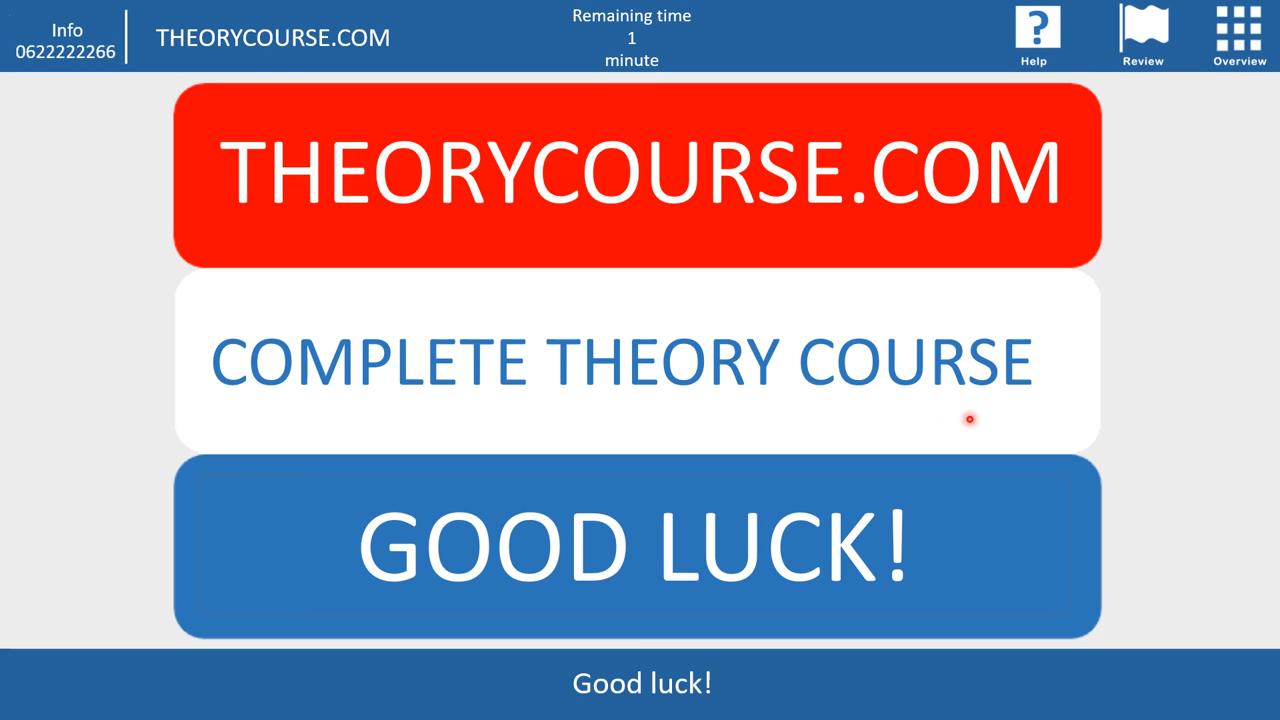 Info
0622222266
THEORYCOURSE.COM
Remaining time
1
minute
?
Help
Review
Overview
THEORYCOURSE.COM
COMPLETE THEORY COURSE
GOOD LUCK!
Good luck!